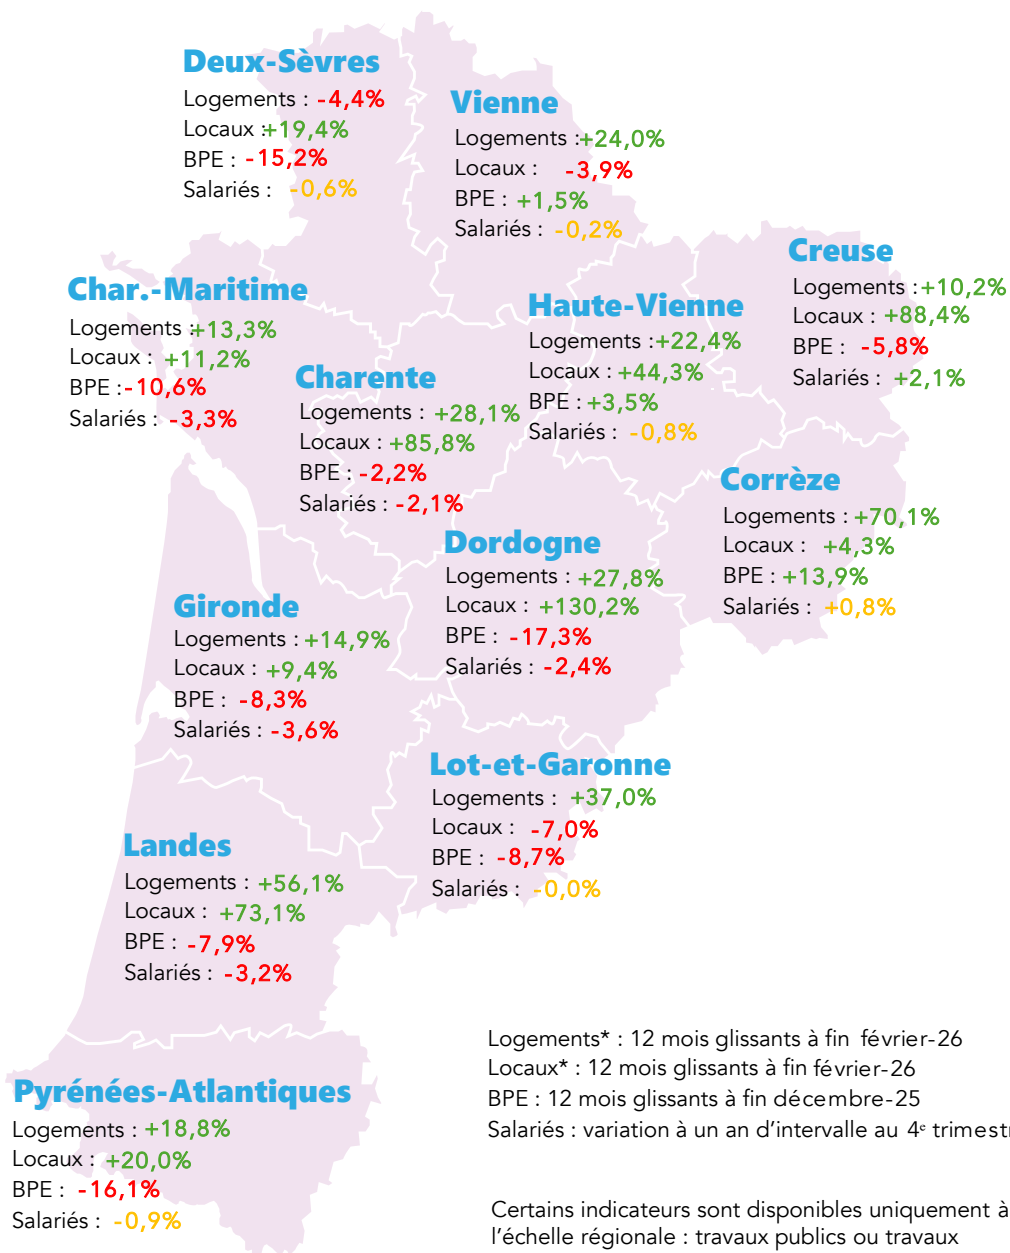 Deux-Sèvres
Logements : -4,4%
Locaux :+19,4%
BPE : -15,2%
Salariés : -0,6%
Vienne
Logements :+24,0%
Locaux : -3,9%
BPE : +1,5%
Salariés : -0,2%
Creuse
Logements :+10,2%
Locaux : +88,4%
BPE : -5,8%
Salariés : +2,1%
Char.-Maritime
Logements :+13,3%
Locaux : +11,2%
BPE :-10,6%
Salariés : -3,3%
Haute-Vienne
Logements :+22,4%
Locaux : +44,3%
BPE : +3,5%
Salariés : -0,8%
Charente
Logements : +28,1%
Locaux : +85,8%
BPE : -2,2%
Salariés : -2,1%
Corrèze
Logements : +70,1%
Locaux : +4,3%
BPE : +13,9%
Salariés : +0,8%
Dordogne
Logements : +27,8%
Locaux : +130,2%
BPE : -17,3%
Salariés : -2,4%
Gironde
Logements : +14,9%
Locaux : +9,4%
BPE : -8,3%
Salariés : -3,6%
Lot-et-Garonne
Logements : +37,0%
Locaux : -7,0%
BPE : -8,7%
Salariés : -0,0%
Landes
Logements : +56,1%
Locaux : +73,1%
BPE : -7,9%
Salariés : -3,2%
Pyrénées-Atlantiques
Logements : +18,8%
Locaux : +20,0%
BPE : -16,1%
Salariés : -0,9%
Logements* : 12 mois glissants à fin février-26
Locaux* : 12 mois glissants à fin février-26
BPE : 12 mois glissants à fin décembre-25
Salariés : variation à un an d'intervalle au 4ᵉ trimestr
Certains indicateurs sont disponibles uniquement à
l'échelle régionale : travaux publics ou travaux